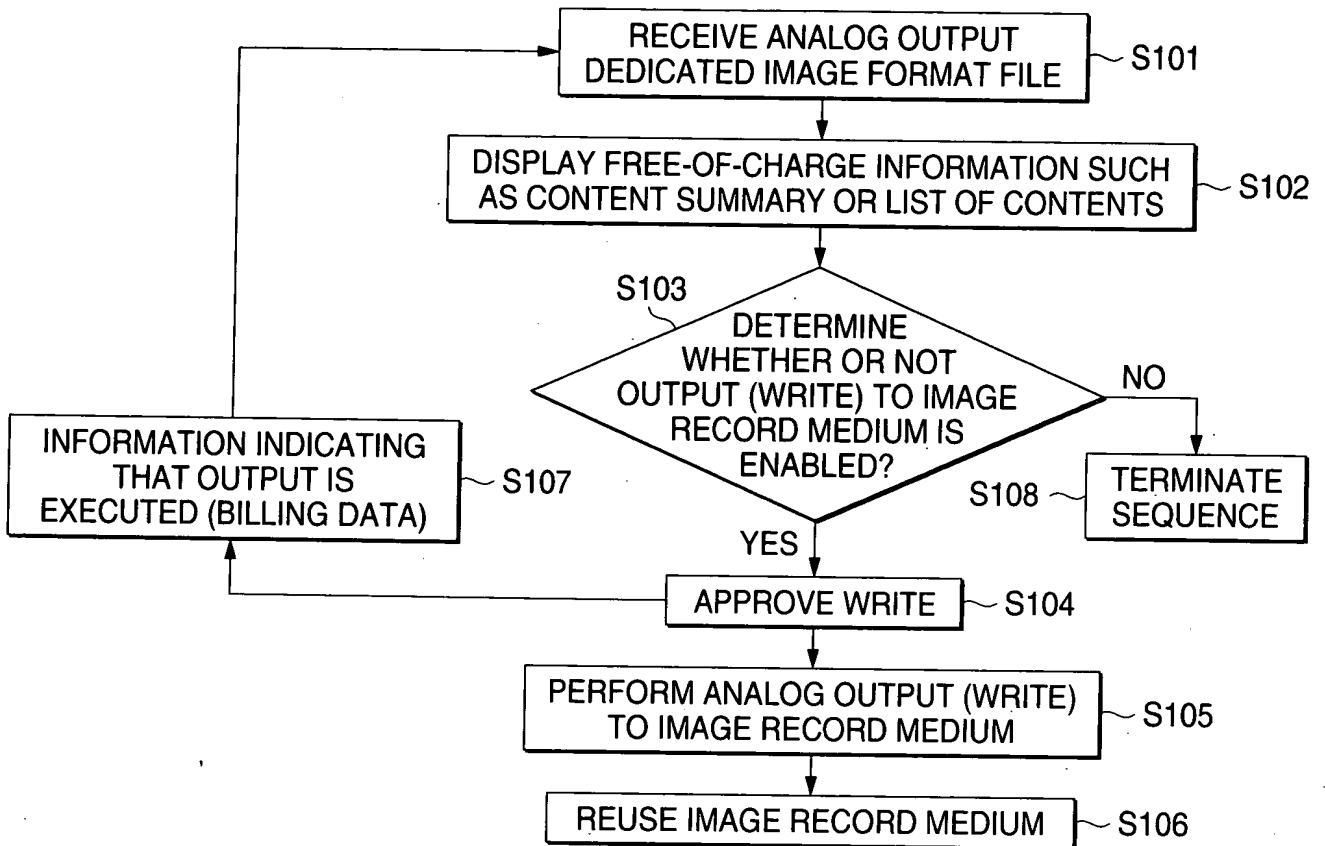 RECEIVE ANALOG OUTPUT
DEDICATED IMAGE FORMAT FILE
S101
DISPLAY FREE-OF-CHARGE INFORMATION SUCH
AS CONTENT SUMMARY OR LIST OF CONTENTS
S102
S103
DETERMINE
WHETHER OR NOT
OUTPUT (WRITE) TO IMAGE
RECORD MEDIUM IS
ENABLED?
NO
INFORMATION INDICATING
THAT OUTPUT IS
EXECUTED (BILLING DATA)
S107
S108
TERMINATE
SEQUENCE
YES
APPROVE WRITE
S104
PERFORM ANALOG OUTPUT (WRITE)
TO IMAGE RECORD MEDIUM
S105
REUSE IMAGE RECORD MEDIUM
S106